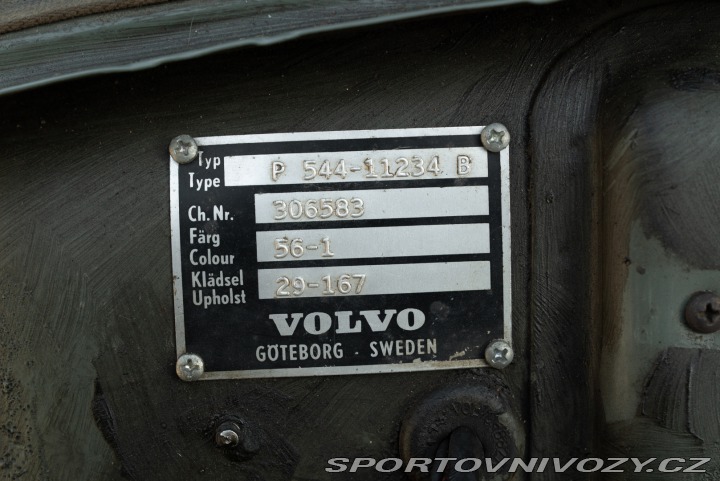 Typ
Type P 544-11234 B
Ch. Nr. 306583
Färg
Colour 56-1
Klädsel
Upholst 29-167
VOLVO
GÖTEBORG . SWEDEN
SPORTOVNIVOZY.CZ